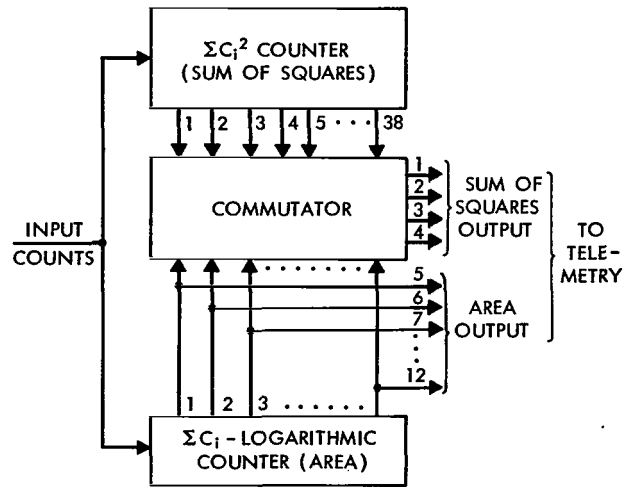 ΣCi² COUNTER
(SUM OF SQUARES)
1 2 3 4 5 · · · 38
COMMUTATOR
1
2
3
4
SUM OF
SQUARES
OUTPUT
INPUT
COUNTS
TO
TELE-
METRY
· · · · · · · ·
5
6
7
12
AREA
OUTPUT
1 2 3 · · · · · ·
ΣCi – LOGARITHMIC
COUNTER (AREA)